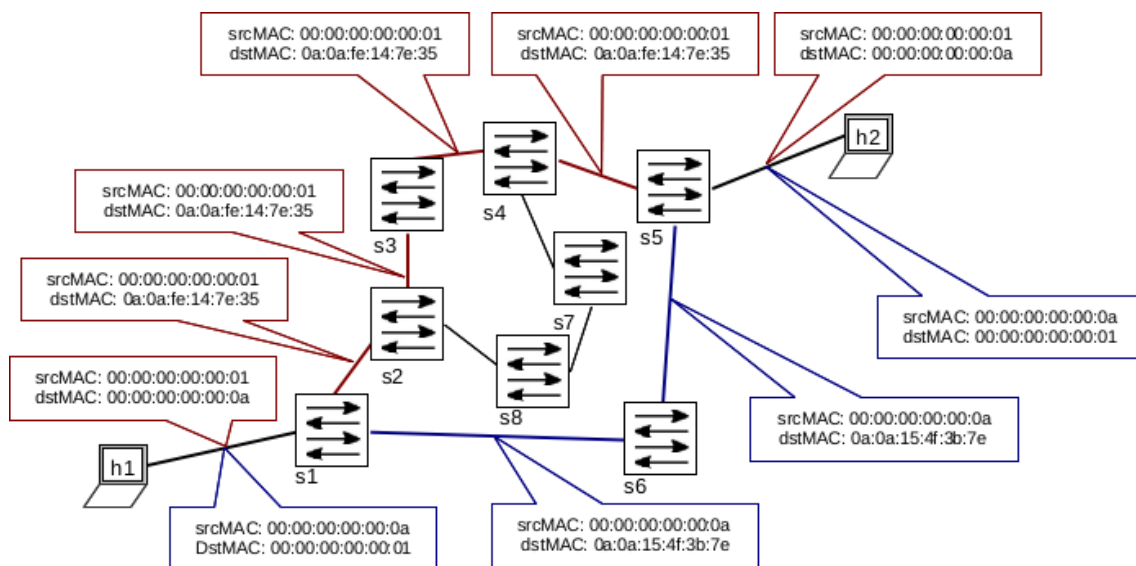 srcMAC: 00:00:00:00:00:01
dstMAC: 0a:0a:fe:14:7e:35
srcMAC: 00:00:00:00:00:01
dstMAC: 0a:0a:fe:14:7e:35
srcMAC: 00:00:00:00:00:01
dstMAC: 00:00:00:00:00:0a
h2
s4
s5
srcMAC: 00:00:00:00:00:01
dstMAC: 0a:0a:fe:14:7e:35
s3
srcMAC: 00:00:00:00:00:01
dstMAC: 0a:0a:fe:14:7e:35
s7
srcMAC: 00:00:00:00:00:0a
dstMAC: 00:00:00:00:00:01
s2
srcMAC: 00:00:00:00:00:01
dstMAC: 00:00:00:00:00:0a
s8
srcMAC: 00:00:00:00:00:0a
dstMAC: 0a:0a:15:4f:3b:7e
h1
s1
s6
srcMAC: 00:00:00:00:00:0a
DstMAC: 00:00:00:00:00:01
srcMAC: 00:00:00:00:00:0a
dstMAC: 0a:0a:15:4f:3b:7e